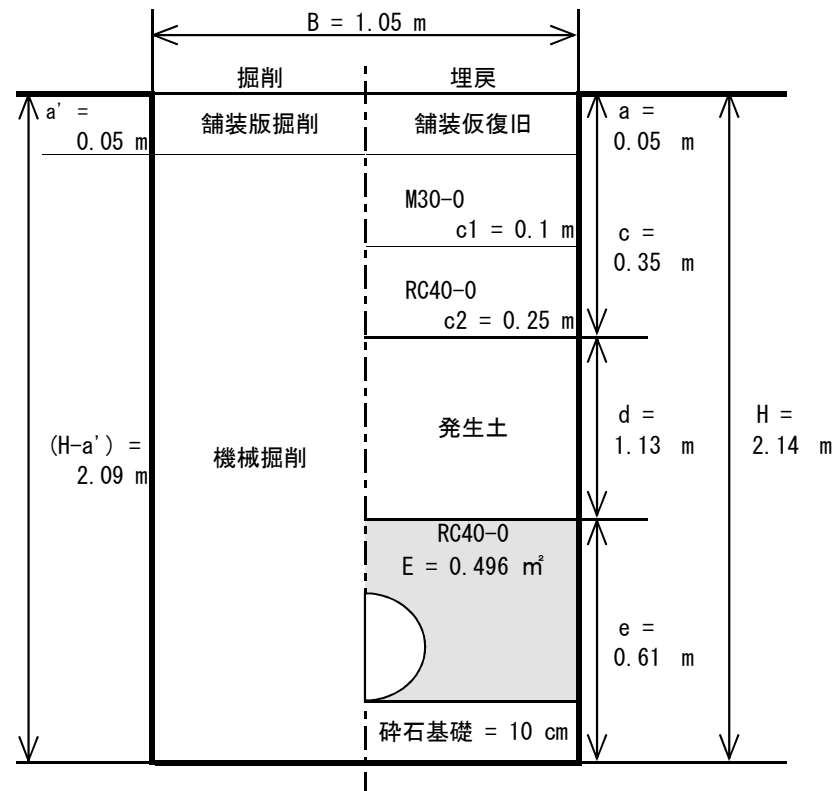 B = 1.05 m
掘削 埋戻
a' =
0.05 m
舗装版掘削
舗装仮復旧
a =
0.05 m
M30-0
c1 = 0.1 m
c =
0.35 m
RC40-0
c2 = 0.25 m
(H-a') =
2.09 m
機械掘削
発生土
d =
1.13 m
H =
2.14 m
RC40-0
E = 0.496 ㎡
e =
0.61 m
砕石基礎 = 10 cm